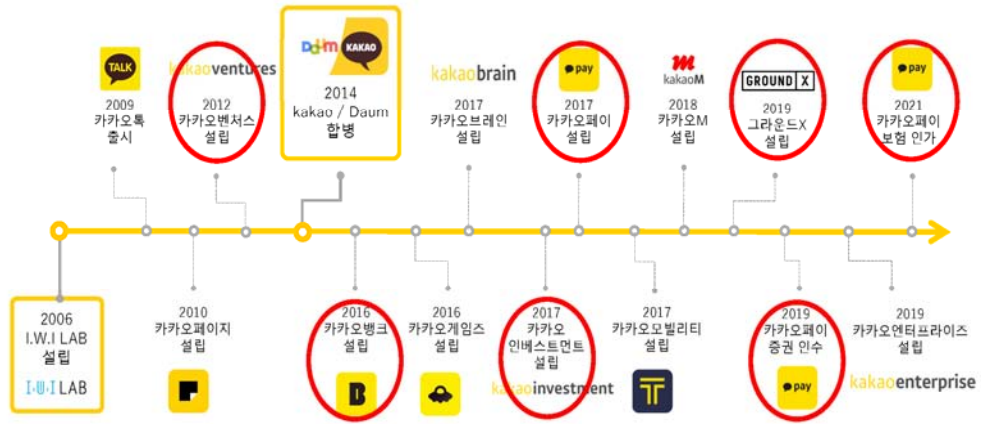 TALK
2009
카카오톡
출시
kakaoventures
2012
카카오벤처스
설립
Daum KAKAO
2014
kakao / Daum
합병
kakaobrain
2017
카카오브레인
설립
pay
2017
카카오페이
설립
m
kakaoM
2018
카카오M
설립
GROUND X
2019
그라운드X
설립
pay
2021
카카오페이
보험 인가
2006
I.W.I LAB
설립
I·W·I LAB
2010
카카오페이지
설립
2016
카카오뱅크
설립
B
2016
카카오게임즈
설립
2017
카카오
인베스트먼트
설립
kakaoinvestment
2017
카카오모빌리티
설립
T
2019
카카오페이
증권 인수
pay
2019
카카오엔터프라이즈
설립
kakaoenterprise